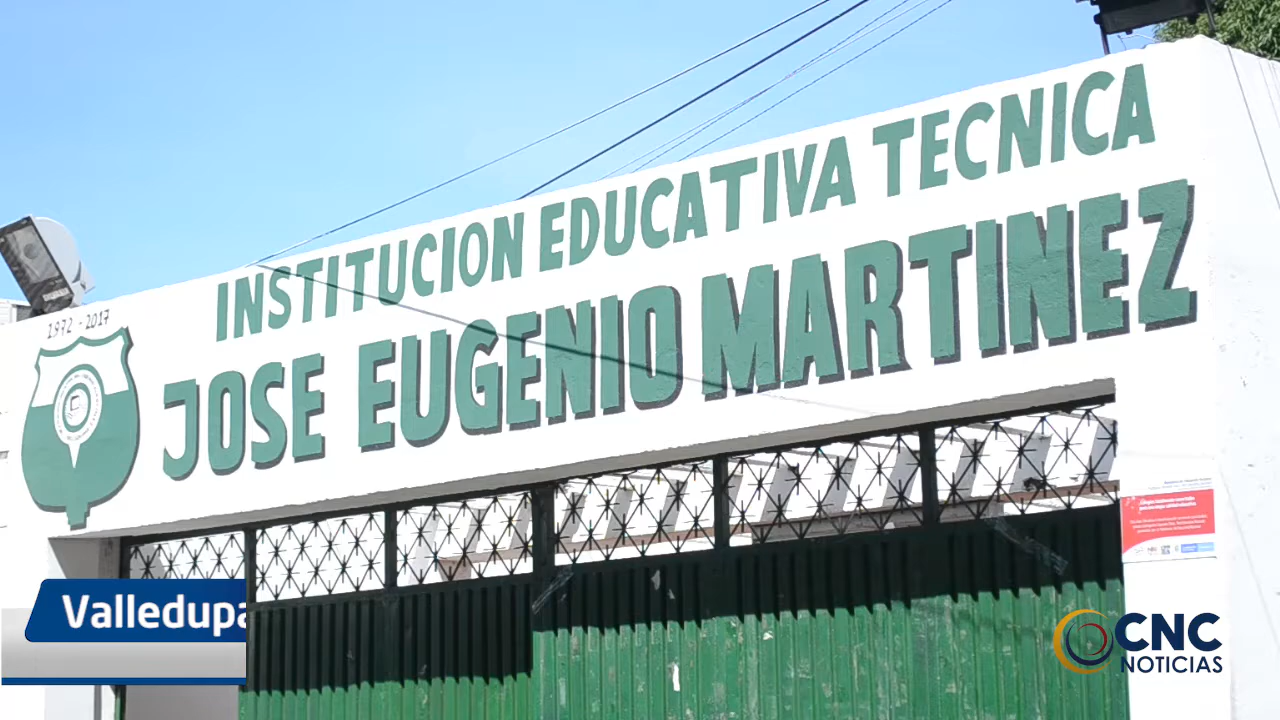 INSTITUCION EDUCATIVA TECNICA
JOSE EUGENIO MARTINEZ
1972 - 2017
Valledupa
CNC
NOTICIAS